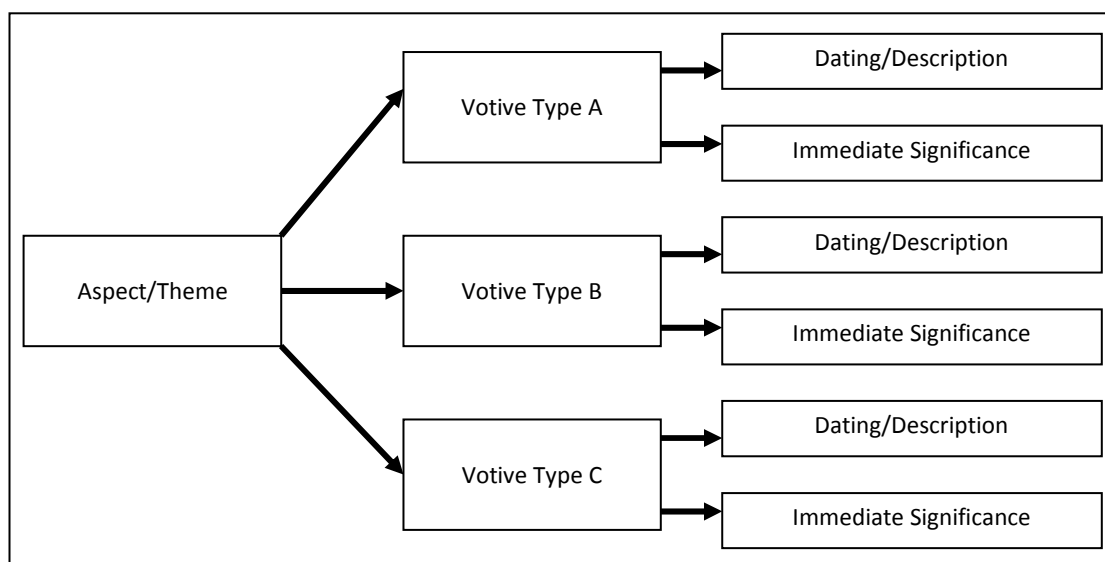 Aspect/Theme
Votive Type A
Dating/Description
Immediate Significance
Votive Type B
Dating/Description
Immediate Significance
Votive Type C
Dating/Description
Immediate Significance